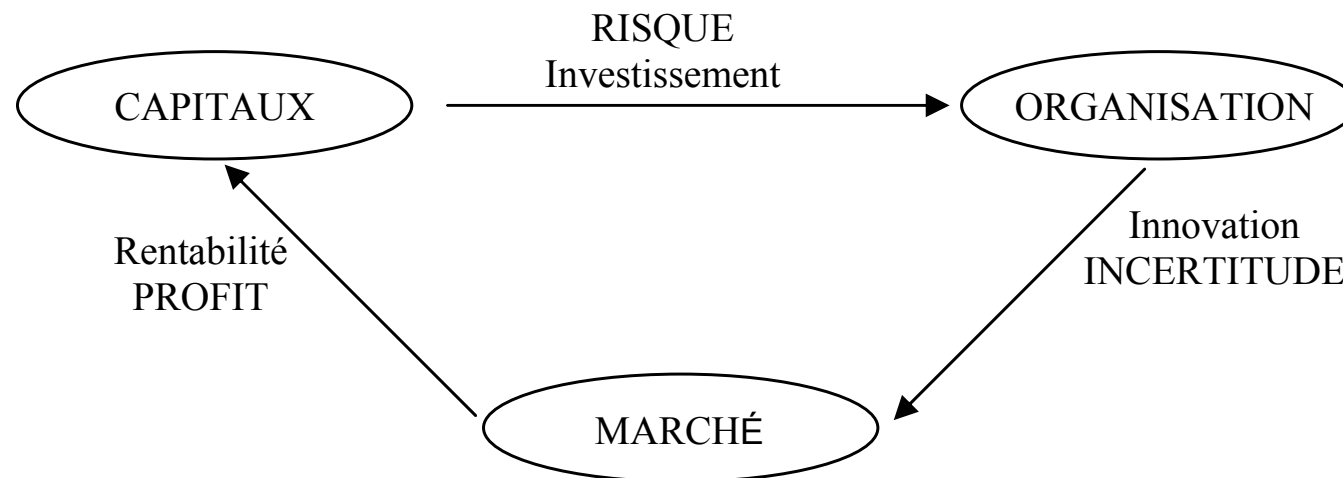 RISQUE
Investissement
CAPITAUX
ORGANISATION
Rentabilité
PROFIT
Innovation
INCERTITUDE
MARCHÉ